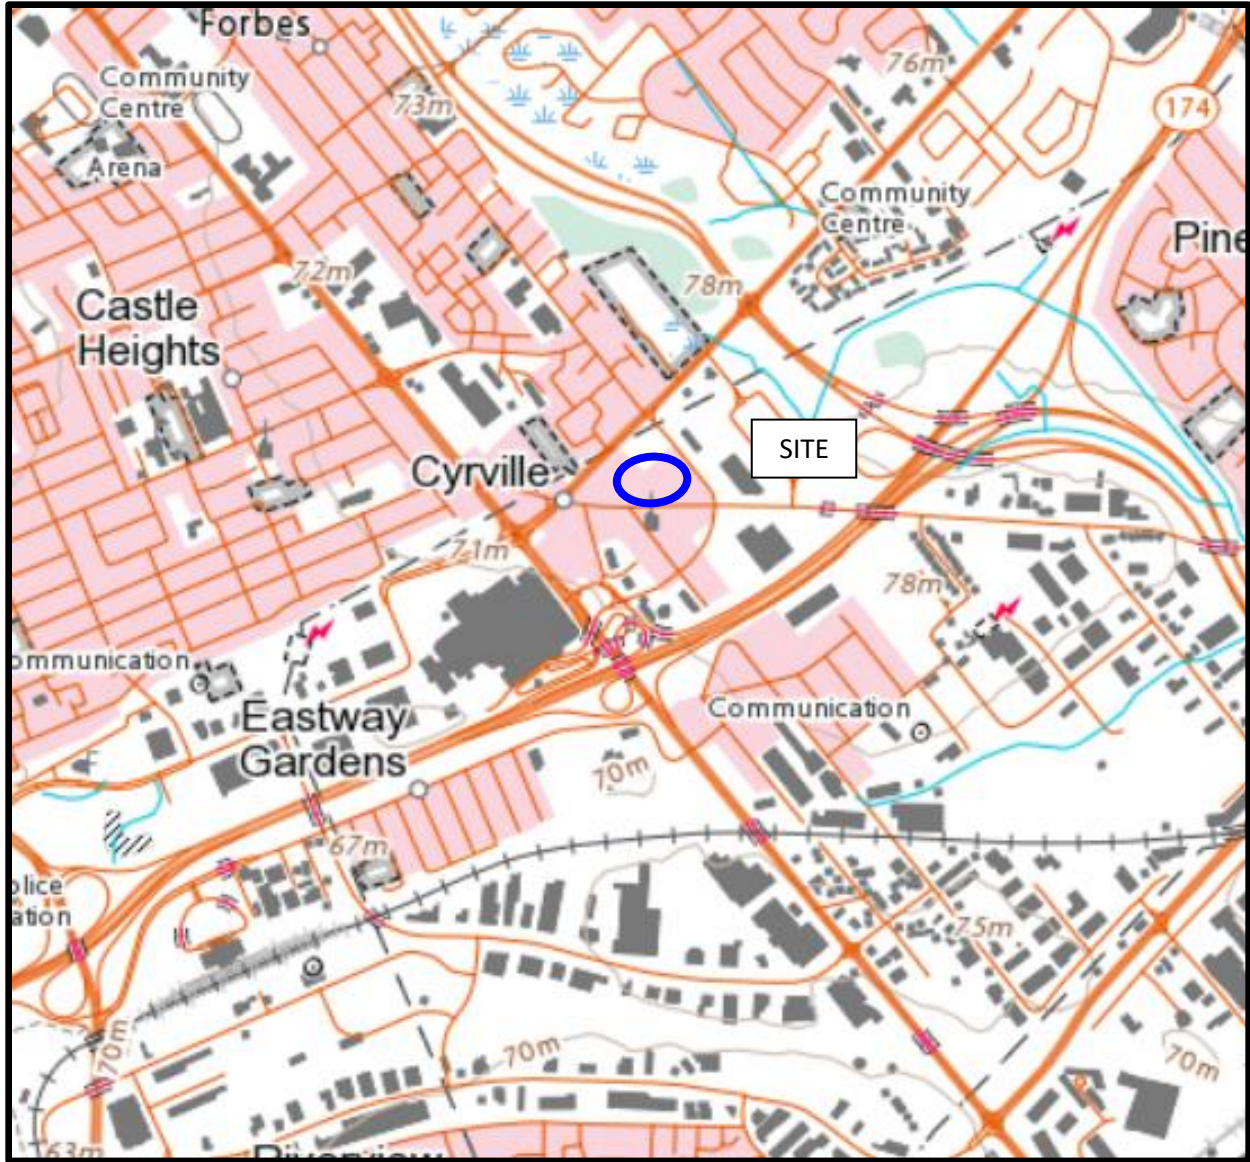 Forbes
Community
Centre
73m
76m
174
Arena
Community
Centre
Pine
72m
78m
Castle
Heights
SITE
Cyrville
71m
78m
ommunication
Communication
Eastway
Gardens
70m
67m
olice
ation
75m
70m
70m
70m
63m
Riverview